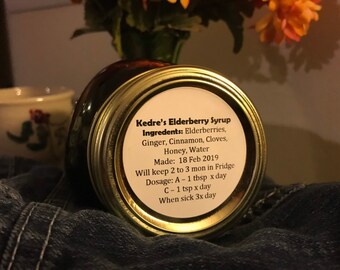 Kedre's Elderberry Syrup
Ingredents: Elderberries,
Ginger, Cinnamon, Cloves,
Honey, Water
Made: 18 Feb 2019
Will keep 2 to 3 mon in Fridge
Dosage: A – 1 tbsp x day
C – 1 tsp x day
When sick 3x day